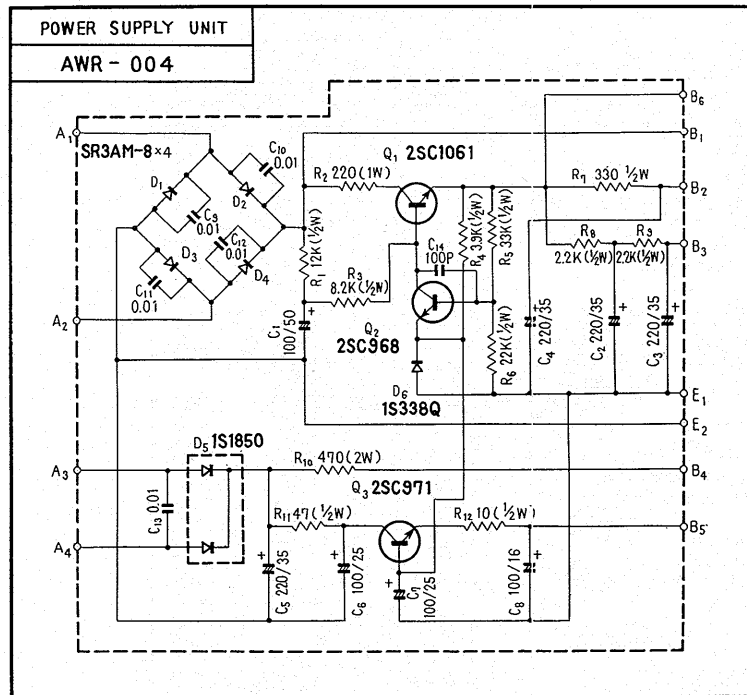 POWER SUPPLY UNIT
AWR-004
B6
A1
B1
SR3AM-8×4
C10
0.01
Q1 2SC1061
R2 220(1W)
R7 330 ½W
D1
D2
B2
C9
0.01
C12
0.01
C14
100P
R4 3.9K(½W)
R5 33K(½W)
R8
2.2K(½W)
R9
2.2K(½W)
B3
D3
D4
R1 12K(½W)
R3
8.2K(½W)
C11
0.01
A2
C1
100/50
Q2
2SC968
R6 22K(½W)
C4 220/35
C2 220/35
C3 220/35
D6
1S338Q
E1
E2
D5 1S1850
A3
R10 470(2W)
B4
C13 0.01
Q3 2SC971
R11 47(½W)
R12 10(½W)
B5
A4
C5 220/35
C6 100/25
C7
100/25
C8 100/16